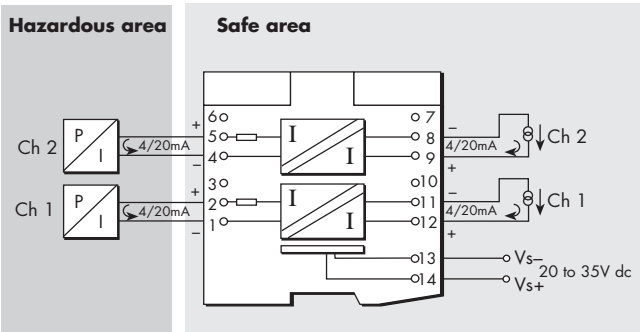 Hazardous area
Safe area
Ch 2
P
I
+
4/20mA
–
6
5
4
I
I
7
8
9
–
4/20mA
+
Ch 2
Ch 1
P
I
+
4/20mA
–
3
2
1
I
I
10
11
12
–
4/20mA
+
Ch 1
13
14
Vs–
Vs+
20 to 35V dc